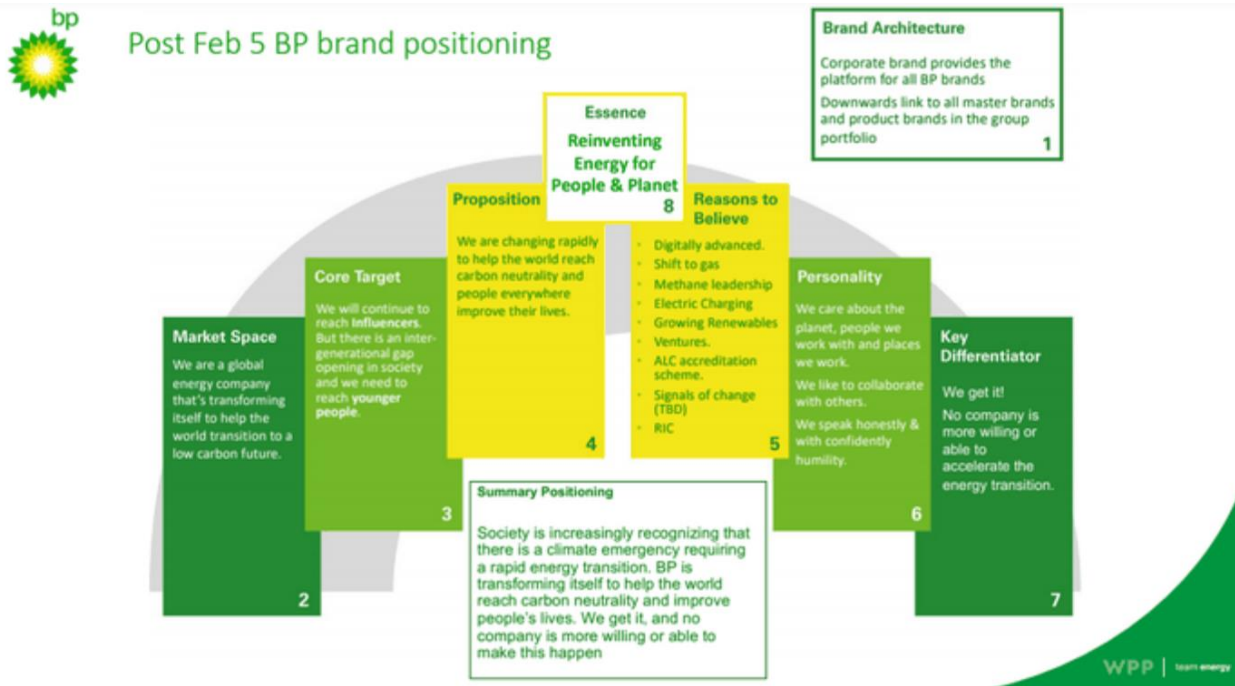 bp
Post Feb 5 BP brand positioning
Brand Architecture
Corporate brand provides the
platform for all BP brands
Downwards link to all master brands
and product brands in the group
portfolio
1
Essence
Reinventing
Energy for
People & Planet
8
Market Space
We are a global
energy company
that's transforming
itself to help the
world transition to a
low carbon future.
2
Core Target
We will continue to
reach Influencers.
But there is an inter-
generational gap
opening in society
and we need to
reach younger
people.
3
Proposition
We are changing rapidly
to help the world reach
carbon neutrality and
people everywhere
improve their lives.
4
Reasons to
Believe
• Digitally advanced.
• Shift to gas
• Methane leadership
• Electric Charging
• Growing Renewables
• Ventures.
• ALC accreditation
scheme.
• Signals of change
(TBD)
• RIC
5
Personality
We care about the
planet, people we
work with and places
we work.
We like to collaborate
with others.
We speak honestly &
with confidently
humility.
6
Key
Differentiator
We get it!
No company is
more willing or
able to
accelerate the
energy transition.
7
Summary Positioning
Society is increasingly recognizing that
there is a climate emergency requiring
a rapid energy transition. BP is
transforming itself to help the world
reach carbon neutrality and improve
people's lives. We get it, and no
company is more willing or able to
make this happen
WPP | team energy